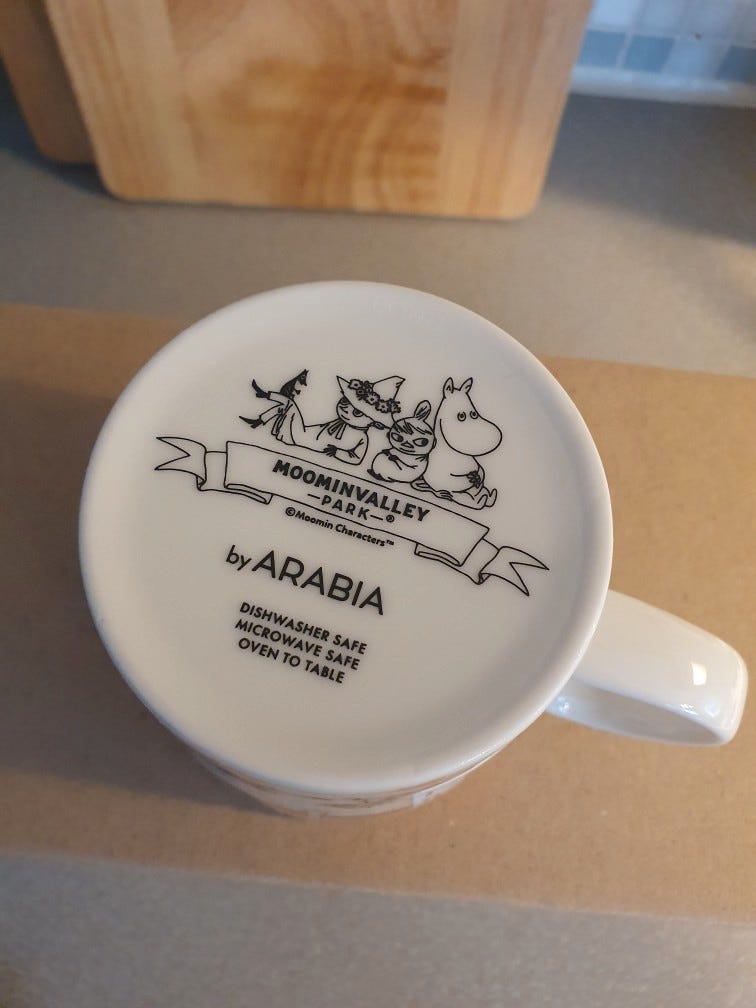 MOOMINVALLEY
—PARK—®
©Moomin Characters™
by ARABIA
DISHWASHER SAFE
MICROWAVE SAFE
OVEN TO TABLE